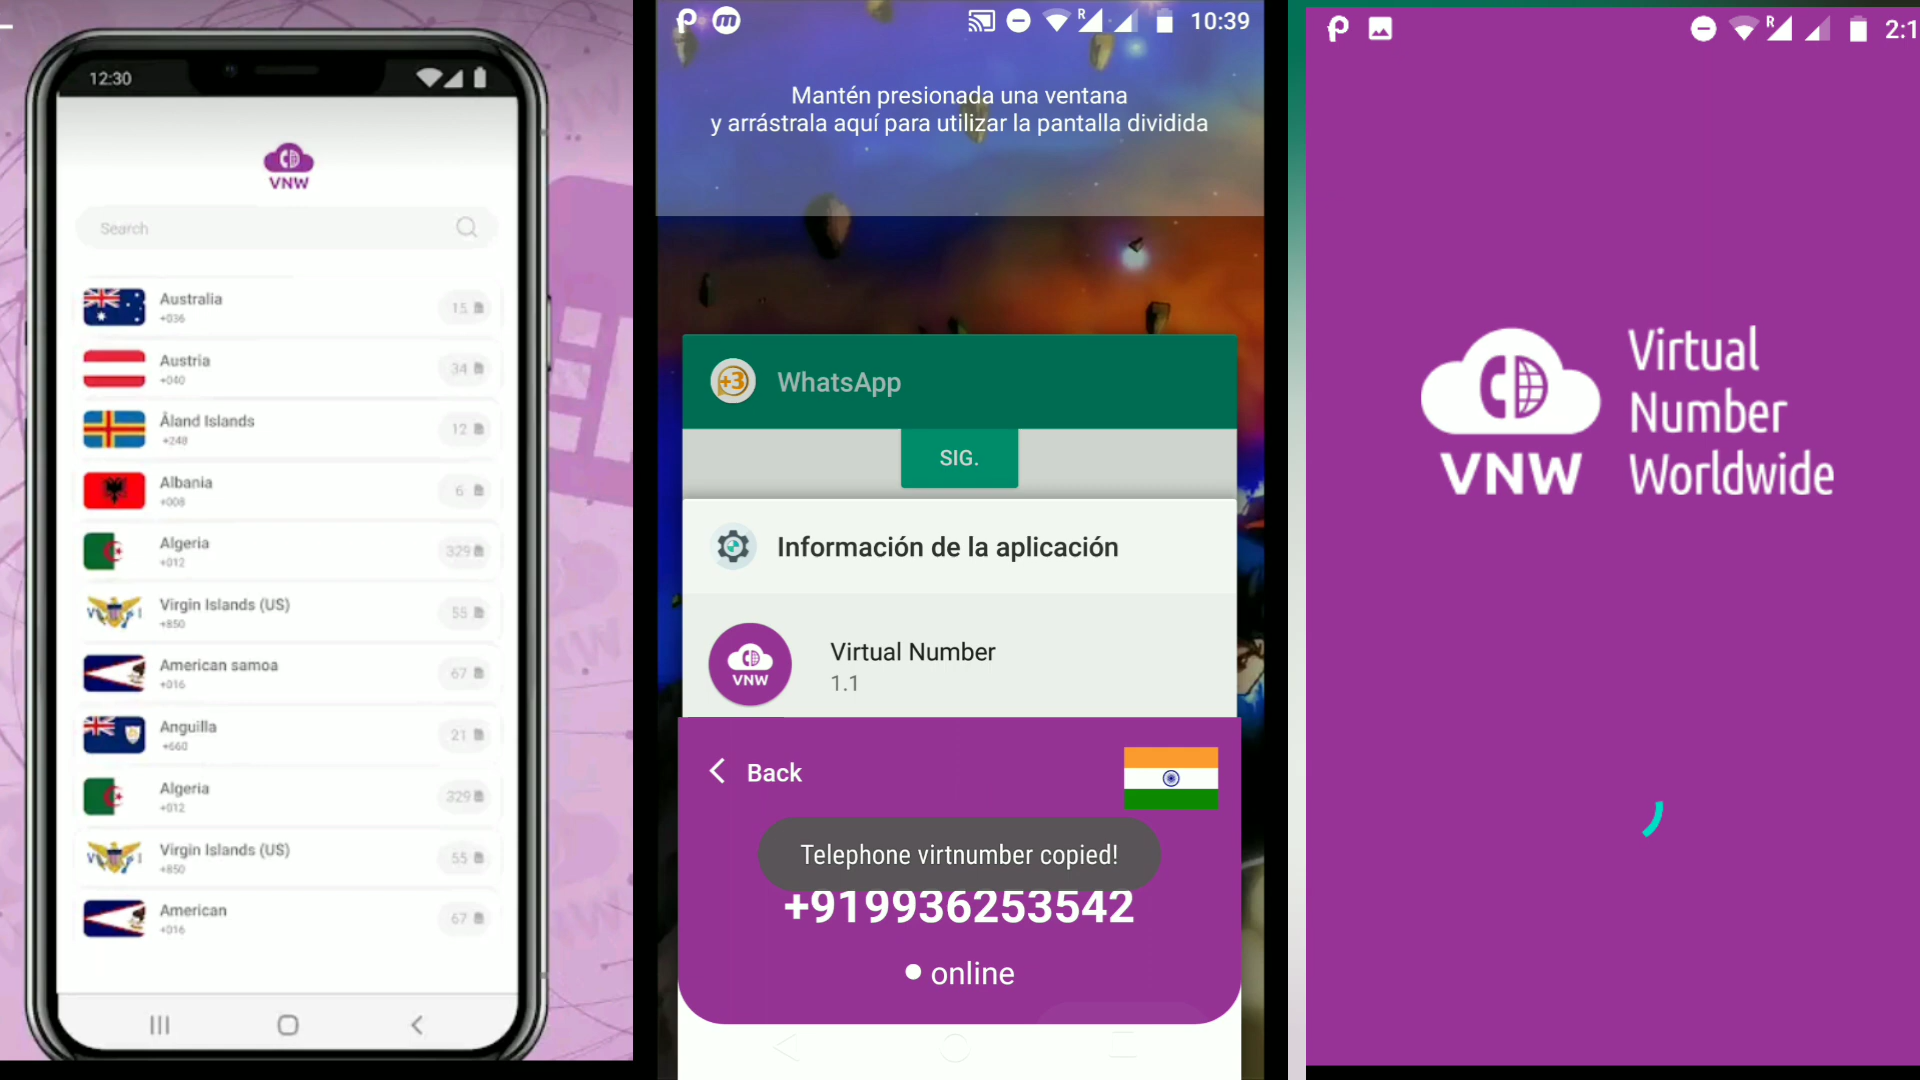 12:30
VNW
Search
Australia
+036
15
Austria
+040
34
Åland Islands
+248
12
Albania
+008
6
Algeria
+012
329
Virgin Islands (US)
+850
55
American samoa
+016
67
Anguilla
+660
21
Algeria
+012
329
Virgin Islands (US)
+850
55
American
+016
67
10:39
Mantén presionada una ventana
y arrástrala aquí para utilizar la pantalla dividida
+3
WhatsApp
SIG.
Información de la aplicación
VNW
Virtual Number
1.1
Back
Telephone virtnumber copied!
+919936253542
online
R
2:1
VNW
Virtual
Number
Worldwide